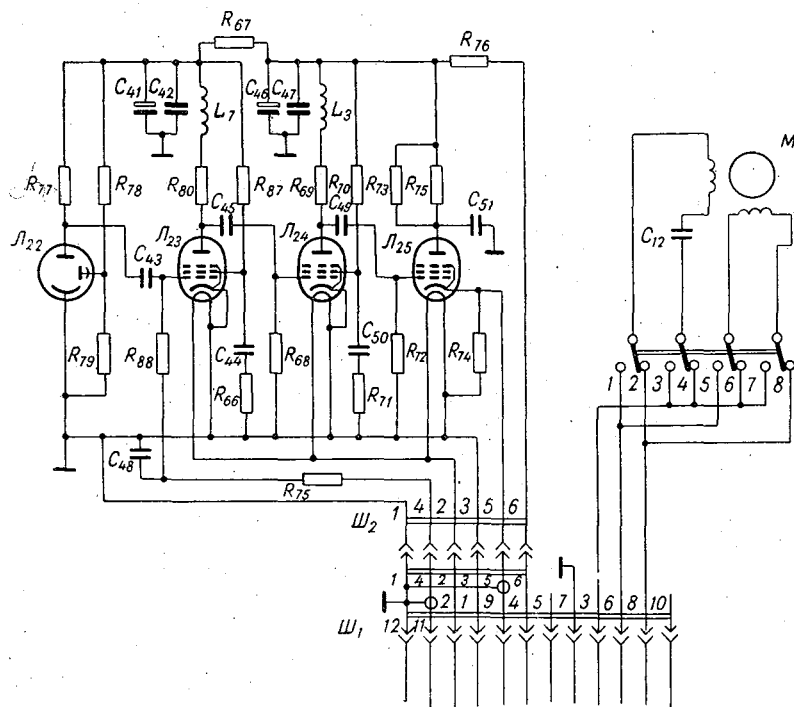 R67
R76
C41 C42 C46 C47
L7 L3
M
R77 R78 R80 R87 R69 R70 R73 R75
C12
C45 C49 C51
Л22 C43 Л23 Л24 Л25
R79 R88 C44 R68 C50 R72 R74
R66 R71
1 2 3 4 5 6 7 8
C48
R75
Ш2 1 4 2 3 5 6
1 4 2 3 5 6
2 1 9 4 5 7 3 6 8 10
Ш1 12 11